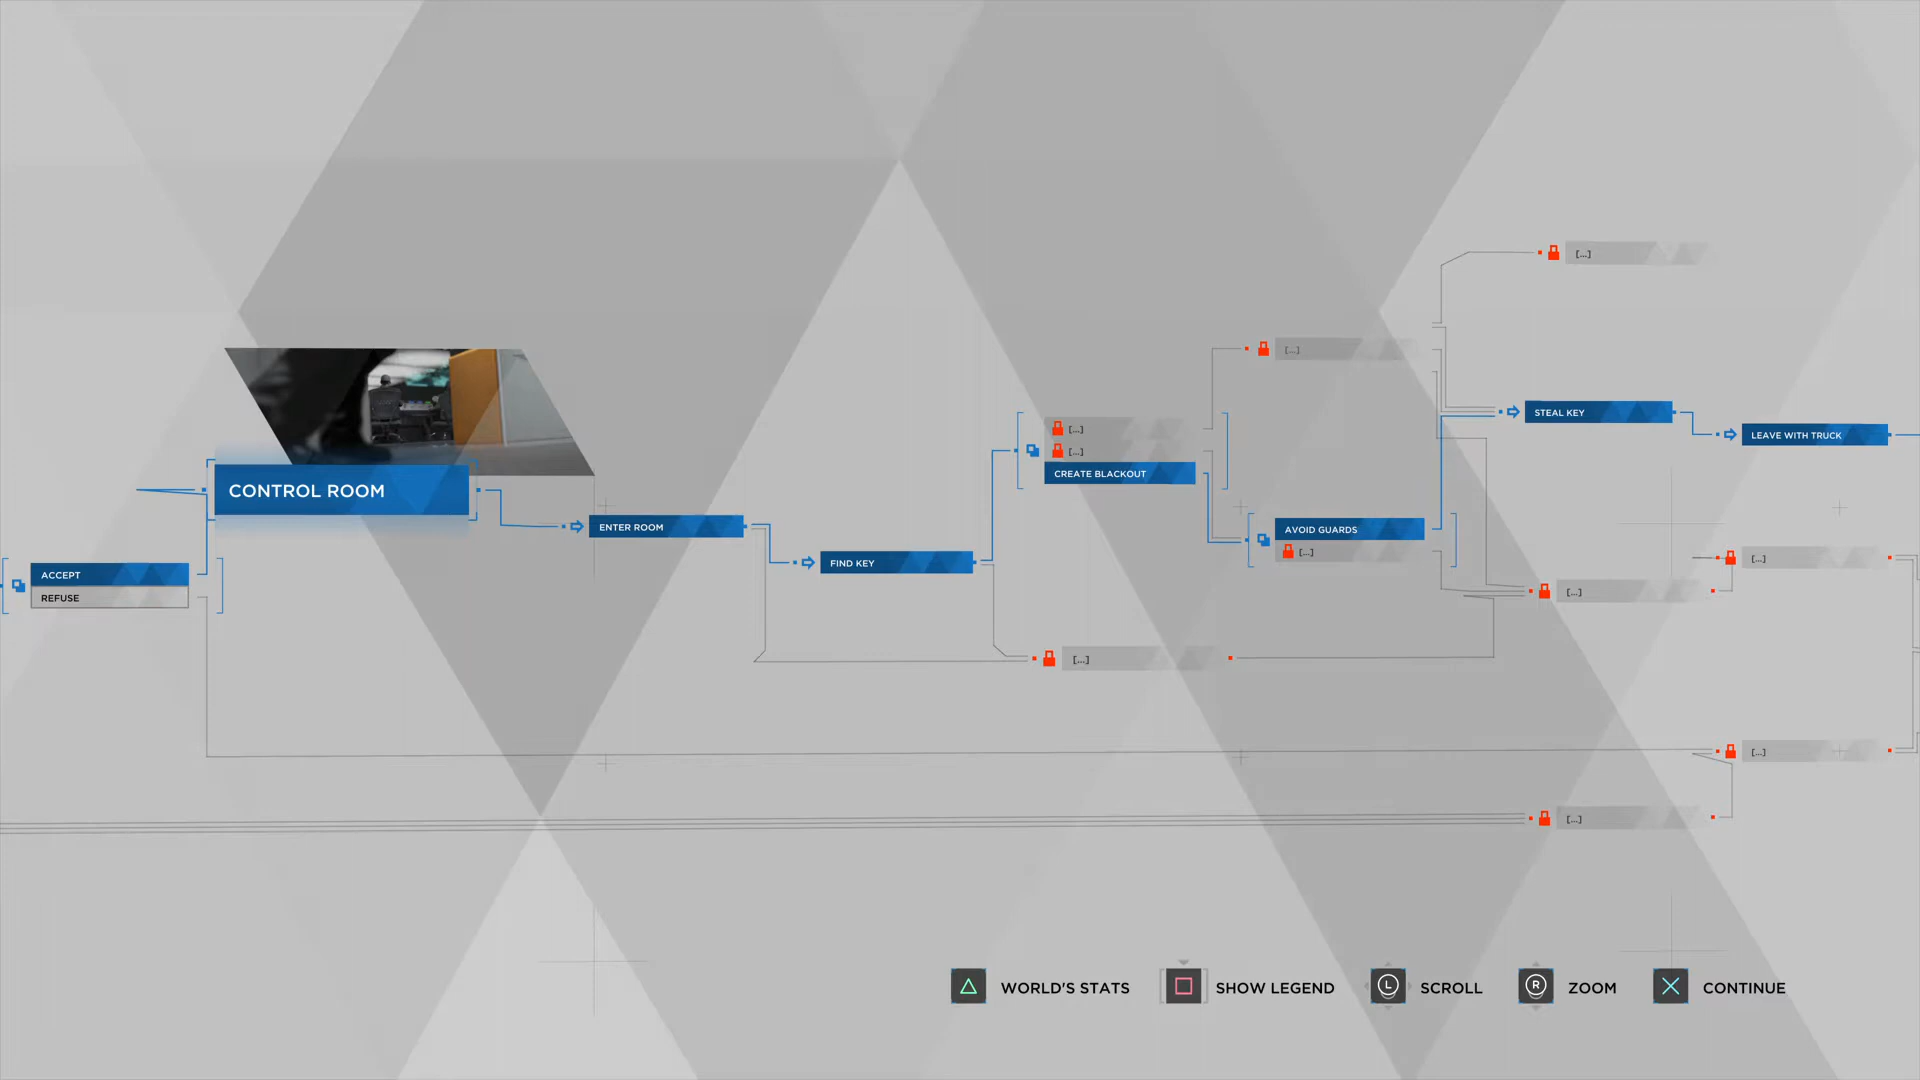 [...]
[...]
STEAL KEY
[...]
LEAVE WITH TRUCK
[...]
CREATE BLACKOUT
CONTROL ROOM
ENTER ROOM
AVOID GUARDS
[...]
FIND KEY
[...]
ACCEPT
REFUSE
[...]
[...]
[...]
[...]
WORLD'S STATS
SHOW LEGEND
L
SCROLL
R
ZOOM
CONTINUE